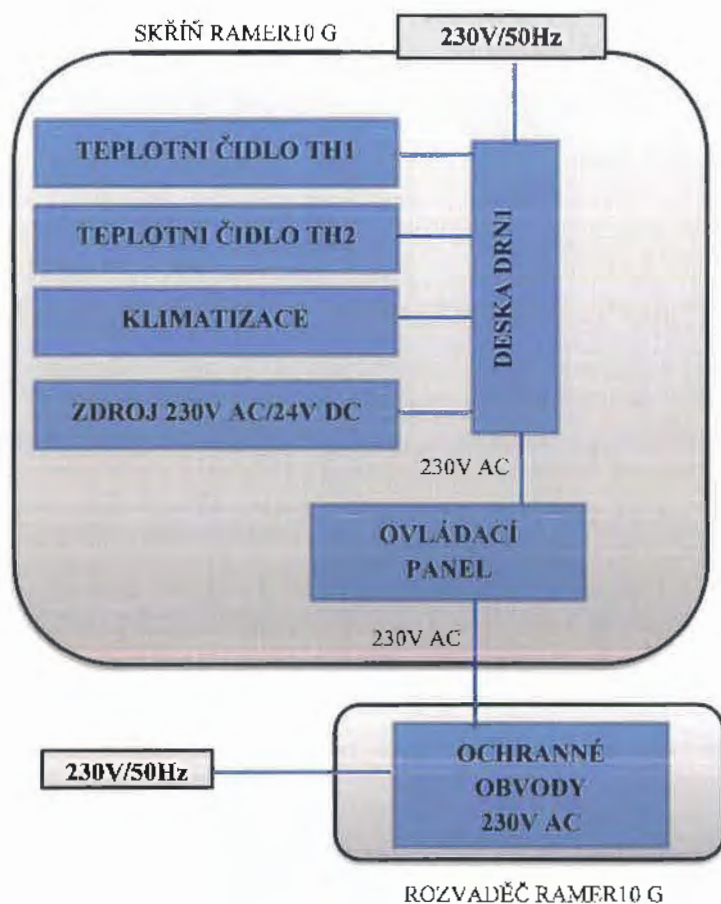 SKŘÍŇ RAMER10 G
230V/50Hz
TEPLOTNI ČIDLO TH1
TEPLOTNI ČIDLO TH2
KLIMATIZACE
ZDROJ 230V AC/24V DC
DESKA DRN1
230V AC
OVLÁDACÍ
PANEL
230V AC
230V/50Hz
OCHRANNÉ
OBVODY
230V AC
ROZVADĚČ RAMER10 G